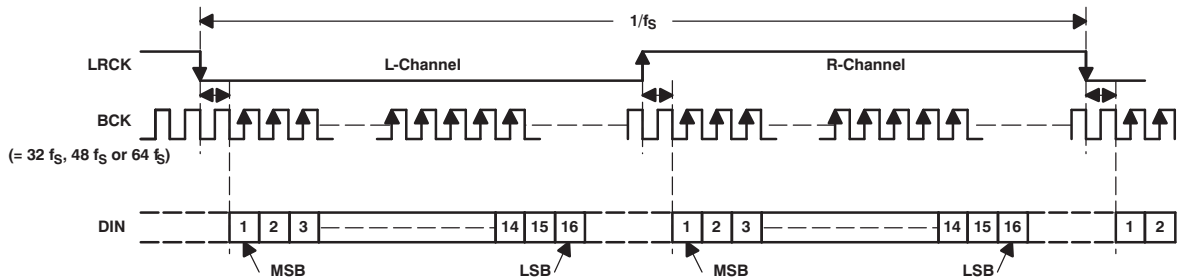 1/fS
LRCK
L-Channel
R-Channel
BCK
(= 32 fS, 48 fS or 64 fS)
DIN
1 2 3 14 15 16 1 2 3 14 15 16 1 2
MSB LSB MSB LSB